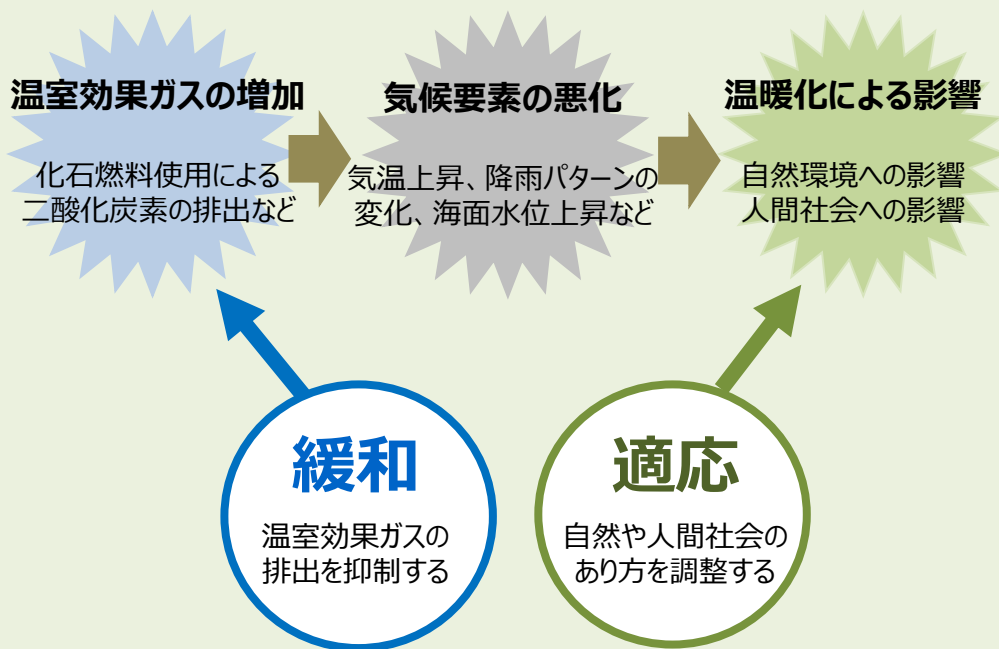 温室効果ガスの増加
化石燃料使用による
二酸化炭素の排出など
気候要素の悪化
気温上昇、降雨パターンの
変化、海面水位上昇など
温暖化による影響
自然環境への影響
人間社会への影響
緩和
温室効果ガスの
排出を抑制する
適応
自然や人間社会の
あり方を調整する